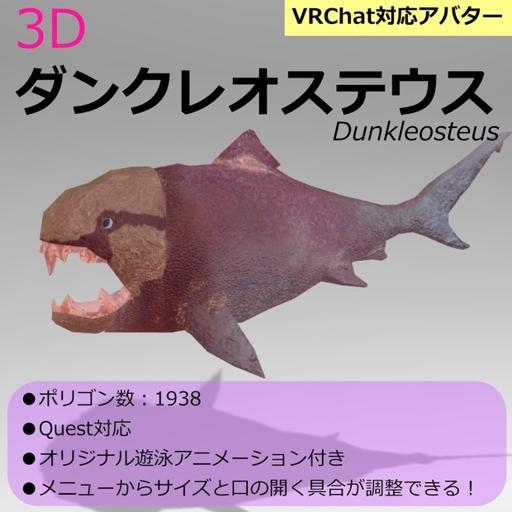 3D
VRChat対応アバター
ダンクレオステウス
Dunkleosteus
●ポリゴン数：1938
●Quest対応
●オリジナル遊泳アニメーション付き
●メニューからサイズと口の開く具合が調整できる！